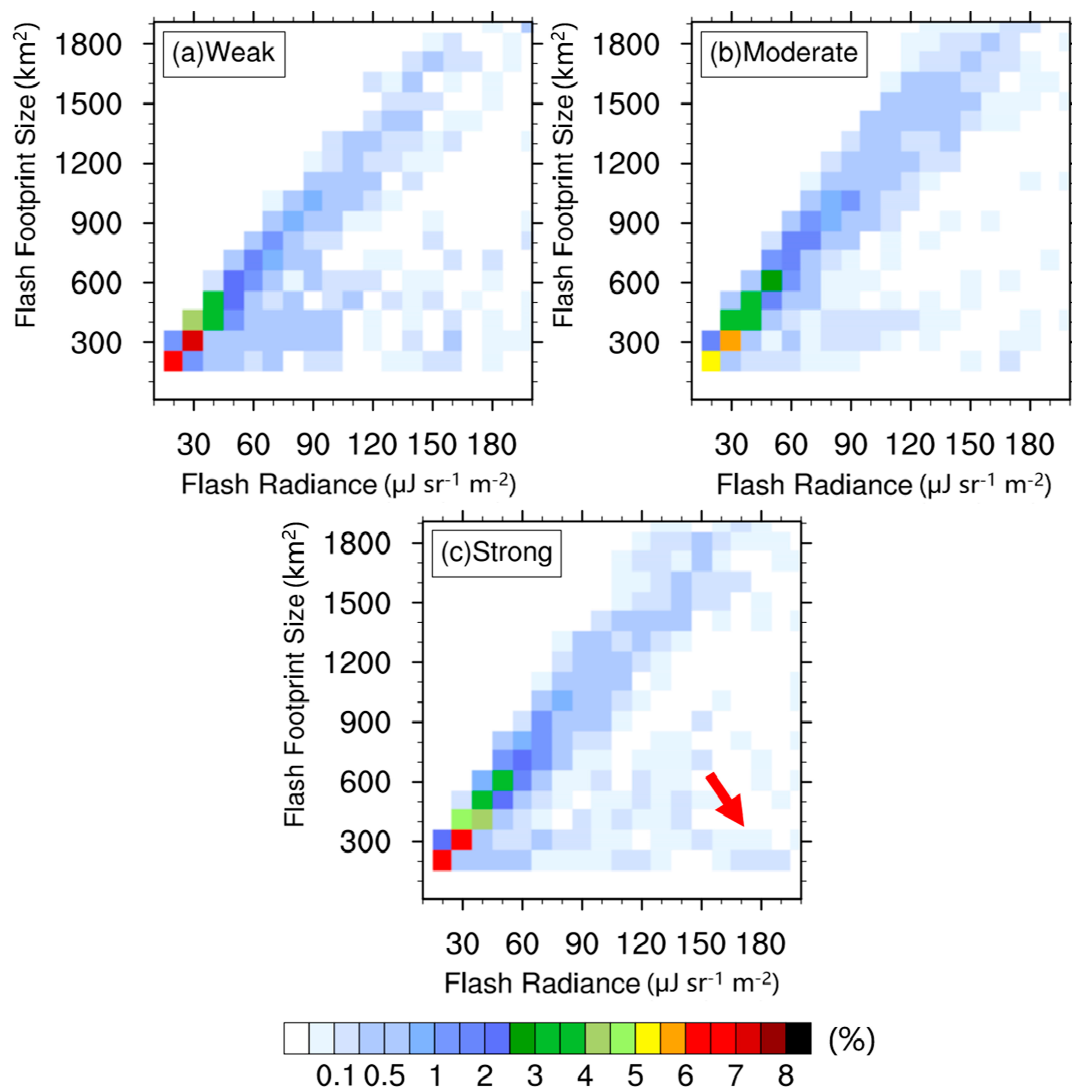 Flash Footprint Size (km²)
1800
1500
1200
900
600
300
(a)Weak
30 60 90 120 150 180
Flash Radiance (µJ sr⁻¹ m⁻²)
Flash Footprint Size (km²)
1800
1500
1200
900
600
300
(b)Moderate
30 60 90 120 150 180
Flash Radiance (µJ sr⁻¹ m⁻²)
Flash Footprint Size (km²)
1800
1500
1200
900
600
300
(c)Strong
30 60 90 120 150 180
Flash Radiance (µJ sr⁻¹ m⁻²)
0.1 0.5 1 2 3 4 5 6 7 8 (%)